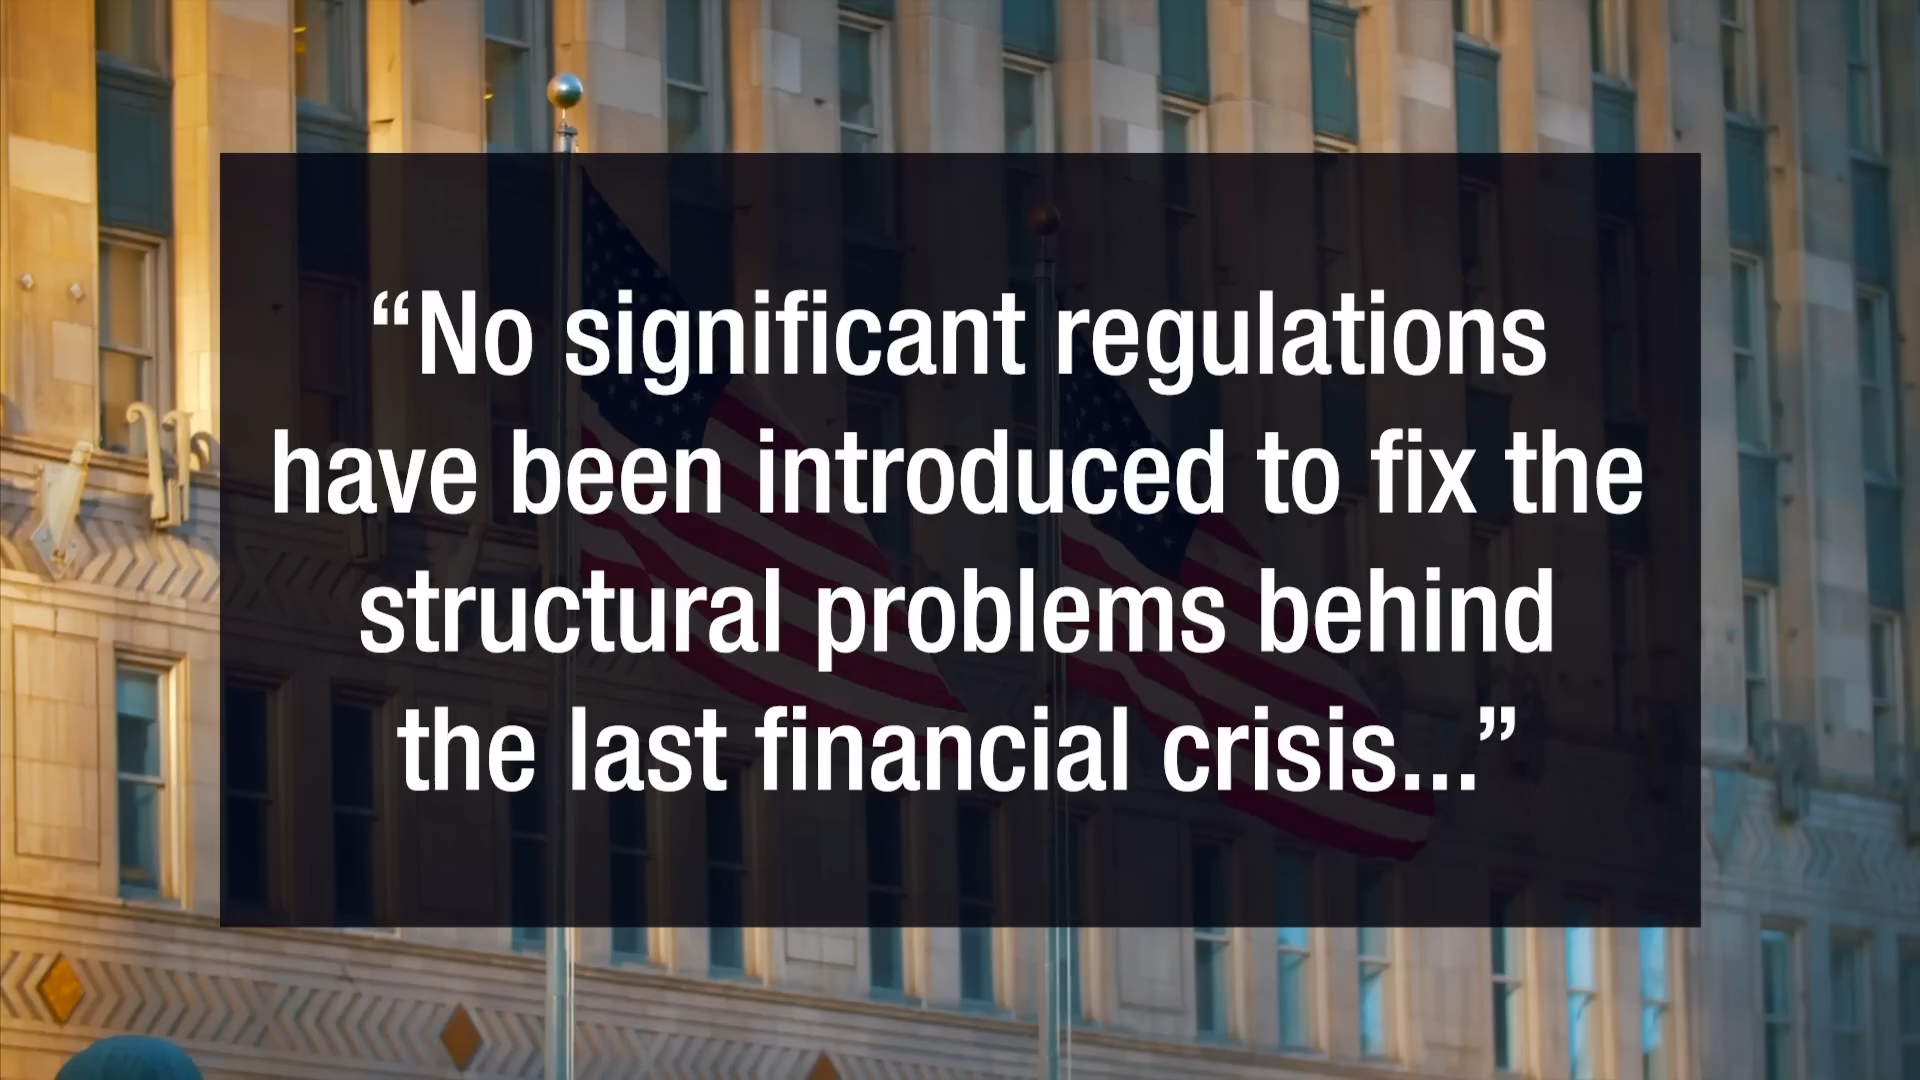 “No significant regulations
have been introduced to fix the
structural problems behind
the last financial crisis...”